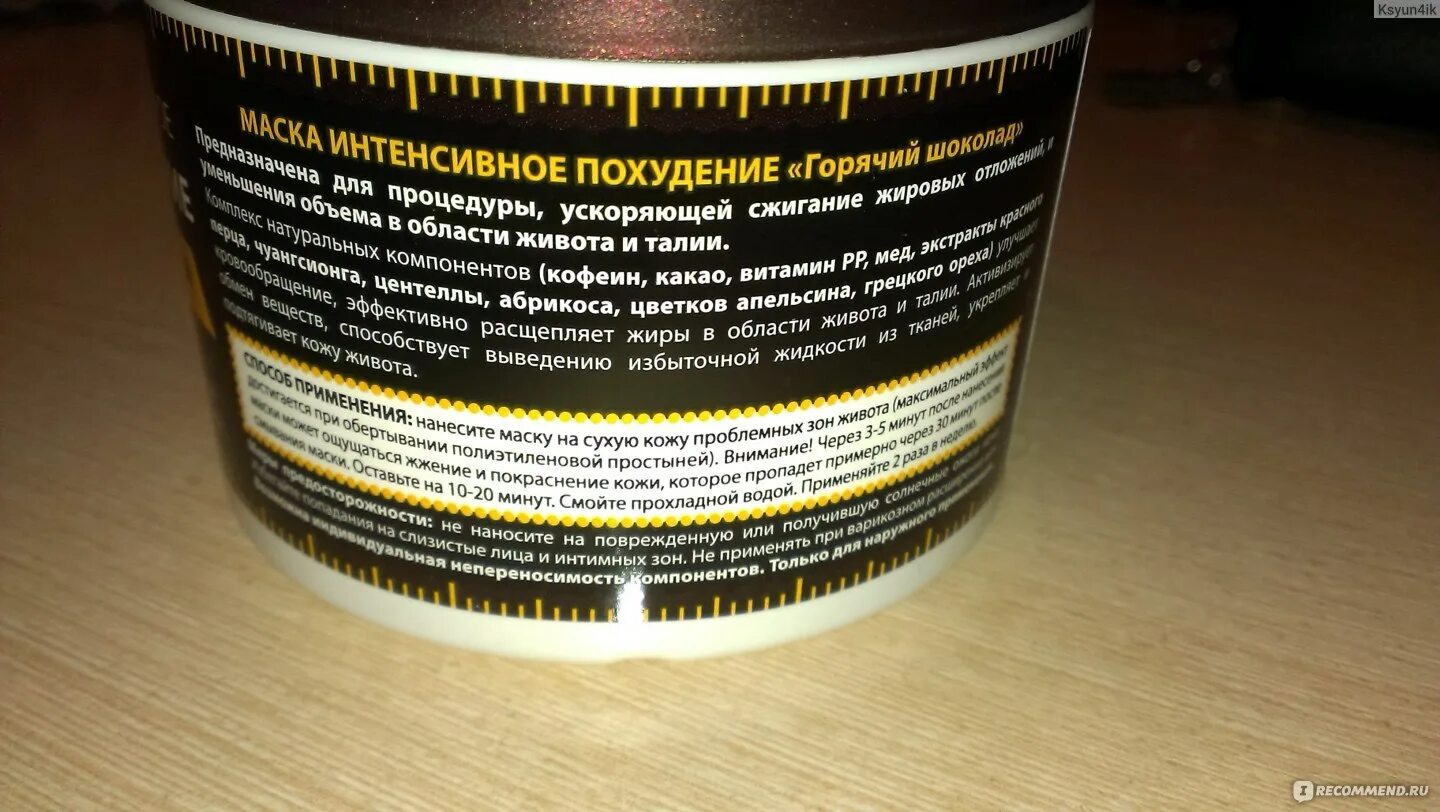 Ksyun4ik
МАСКА ИНТЕНСИВНОЕ ПОХУДЕНИЕ «Горячий шоколад»
Предназначена для процедуры, ускоряющей сжигание жировых отложений, и
уменьшения объема в области живота и талии.
Комплекс натуральных компонентов (кофеин, какао, витамин РР, мед, экстракты красного
перца, чуангсионга, центеллы, абрикоса, цветков апельсина, грецкого ореха) улучшает
кровообращение, эффективно расщепляет жиры в области живота и талии. Активизирует
обмен веществ, способствует выведению избыточной жидкости из тканей, укрепляет и
подтягивает кожу живота.
СПОСОБ ПРИМЕНЕНИЯ: нанесите маску на сухую кожу проблемных зон живота (максимальный эффект
достигается при обертывании полиэтиленовой простыней). Внимание! Через 3-5 минут после нанесения
маски может ощущаться жжение и покраснение кожи, которое пропадет примерно через 30 минут после
смывания маски. Оставьте на 10-20 минут. Смойте прохладной водой. Применяйте 2 раза в неделю.
Меры предосторожности: не наносите на поврежденную или получившую солнечные ожоги
попадания на слизистые лица и интимных зон. Не применять при варикозном расширении
индивидуальная непереносимость компонентов. Только для наружного
IRECOMMEND.RU